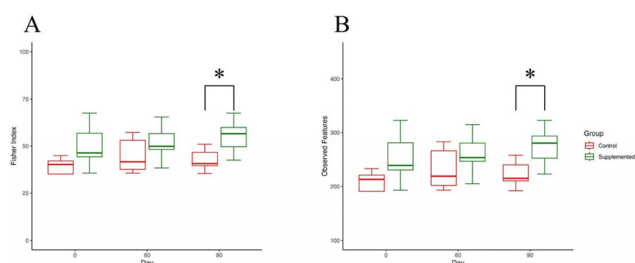 A
100
75
50
25
0
Fisher Index
*
0
60
90
Day
B
400
300
200
100
Observed Features
*
0
60
90
Day
Group
Control
Supplemented